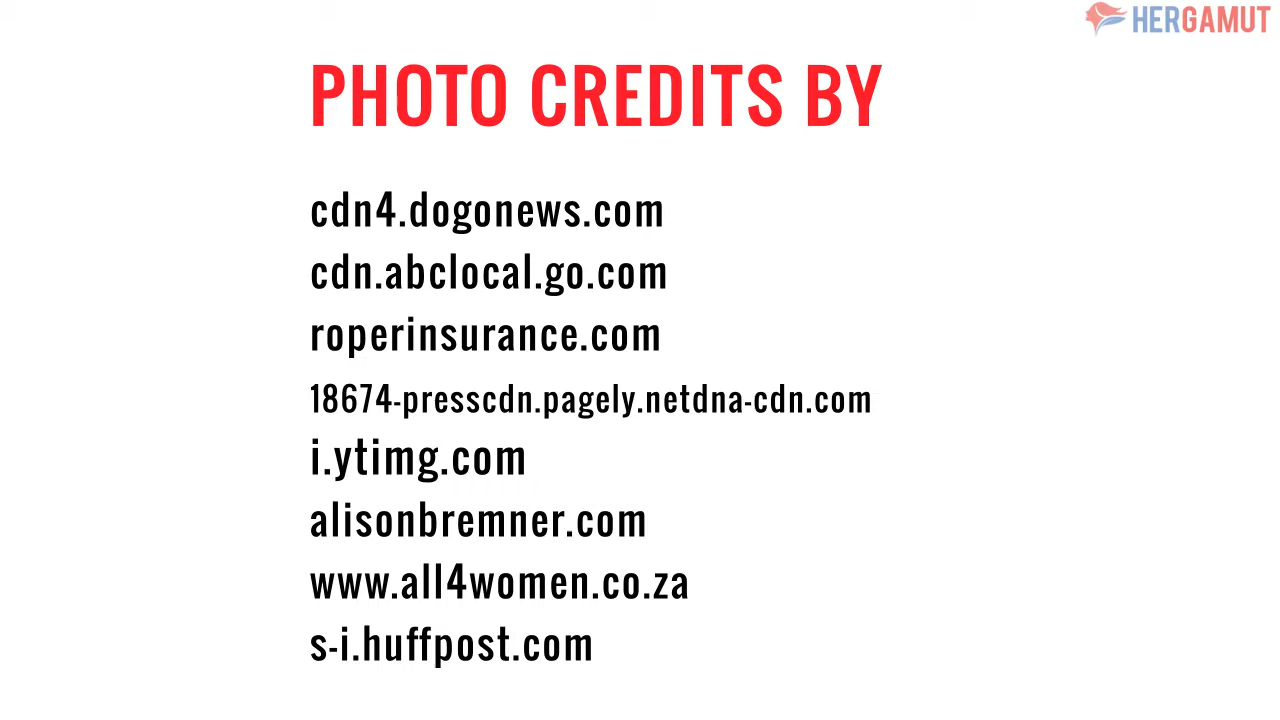 HERGAMUT
PHOTO CREDITS BY
cdn4.dogonews.com
cdn.abclocal.go.com
roperinsurance.com
18674-presscdn.pagely.netdna-cdn.com
i.ytimg.com
alisonbremner.com
www.all4women.co.za
s-i.huffpost.com